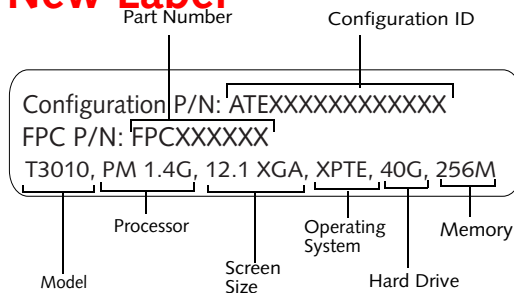 New Label
Part Number
Configuration ID
Configuration P/N: ATEXXXXXXXXXXXX
FPC P/N: FPCXXXXXX
T3010, PM 1.4G, 12.1 XGA, XPTE, 40G, 256M
Processor
Operating
System
Memory
Model
Screen
Size
Hard Drive